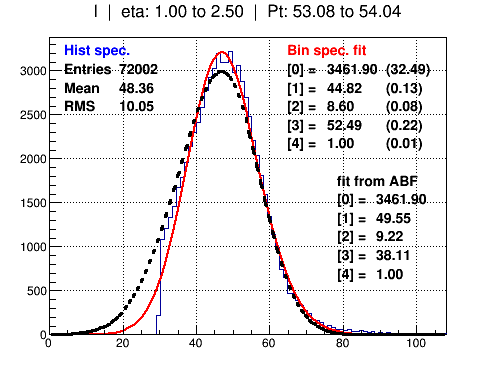 I | eta: 1.00 to 2.50 | Pt: 53.08 to 54.04
Hist spec.
Entries 72002
Mean 48.36
RMS 10.05
Bin spec. fit
[0] = 3461.90 (32.49)
[1] = 44.82 (0.13)
[2] = 8.60 (0.08)
[3] = 52.49 (0.22)
[4] = 1.00 (0.01)
fit from ABF
[0] = 3461.90
[1] = 49.55
[2] = 9.22
[3] = 38.11
[4] = 1.00
3000
2500
2000
1500
1000
500
0
0 20 40 60 80 100